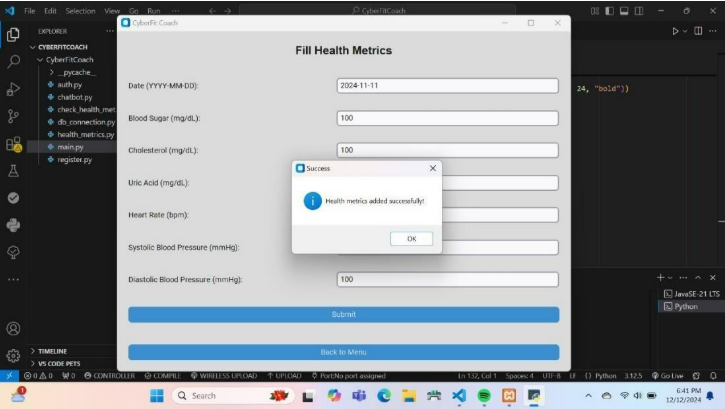 File Edit Selection View Go Run ... CyberFitCoach
CyberFit Coach
EXPLORER
CYBERFITCOACH
CyberFitCoach
__pycache__
auth.py
chatbot.py
check_health_met
db_connection.py
health_metrics.py
main.py
register.py
Fill Health Metrics
Date (YYYY-MM-DD): 2024-11-11
24, "bold"))
Blood Sugar (mg/dL): 100
Cholesterol (mg/dL): 100
Uric Acid (mg/dL):
Heart Rate (bpm):
Systolic Blood Pressure (mmHg):
Diastolic Blood Pressure (mmHg): 100
Success
Health metrics added successfully!
OK
Submit
Back to Menu
JavaSE-21 LTS
Python
TIMELINE
VS CODE PETS
0 0 0 CONTROLLER COMPILE WIRELESS UPLOAD UPLOAD PortNo port assigned Ln 132, Col 1 Spaces: 4 UTF-8 LF {} Python 3.12.5 Go Live
Search
6:41 PM
12/12/2024